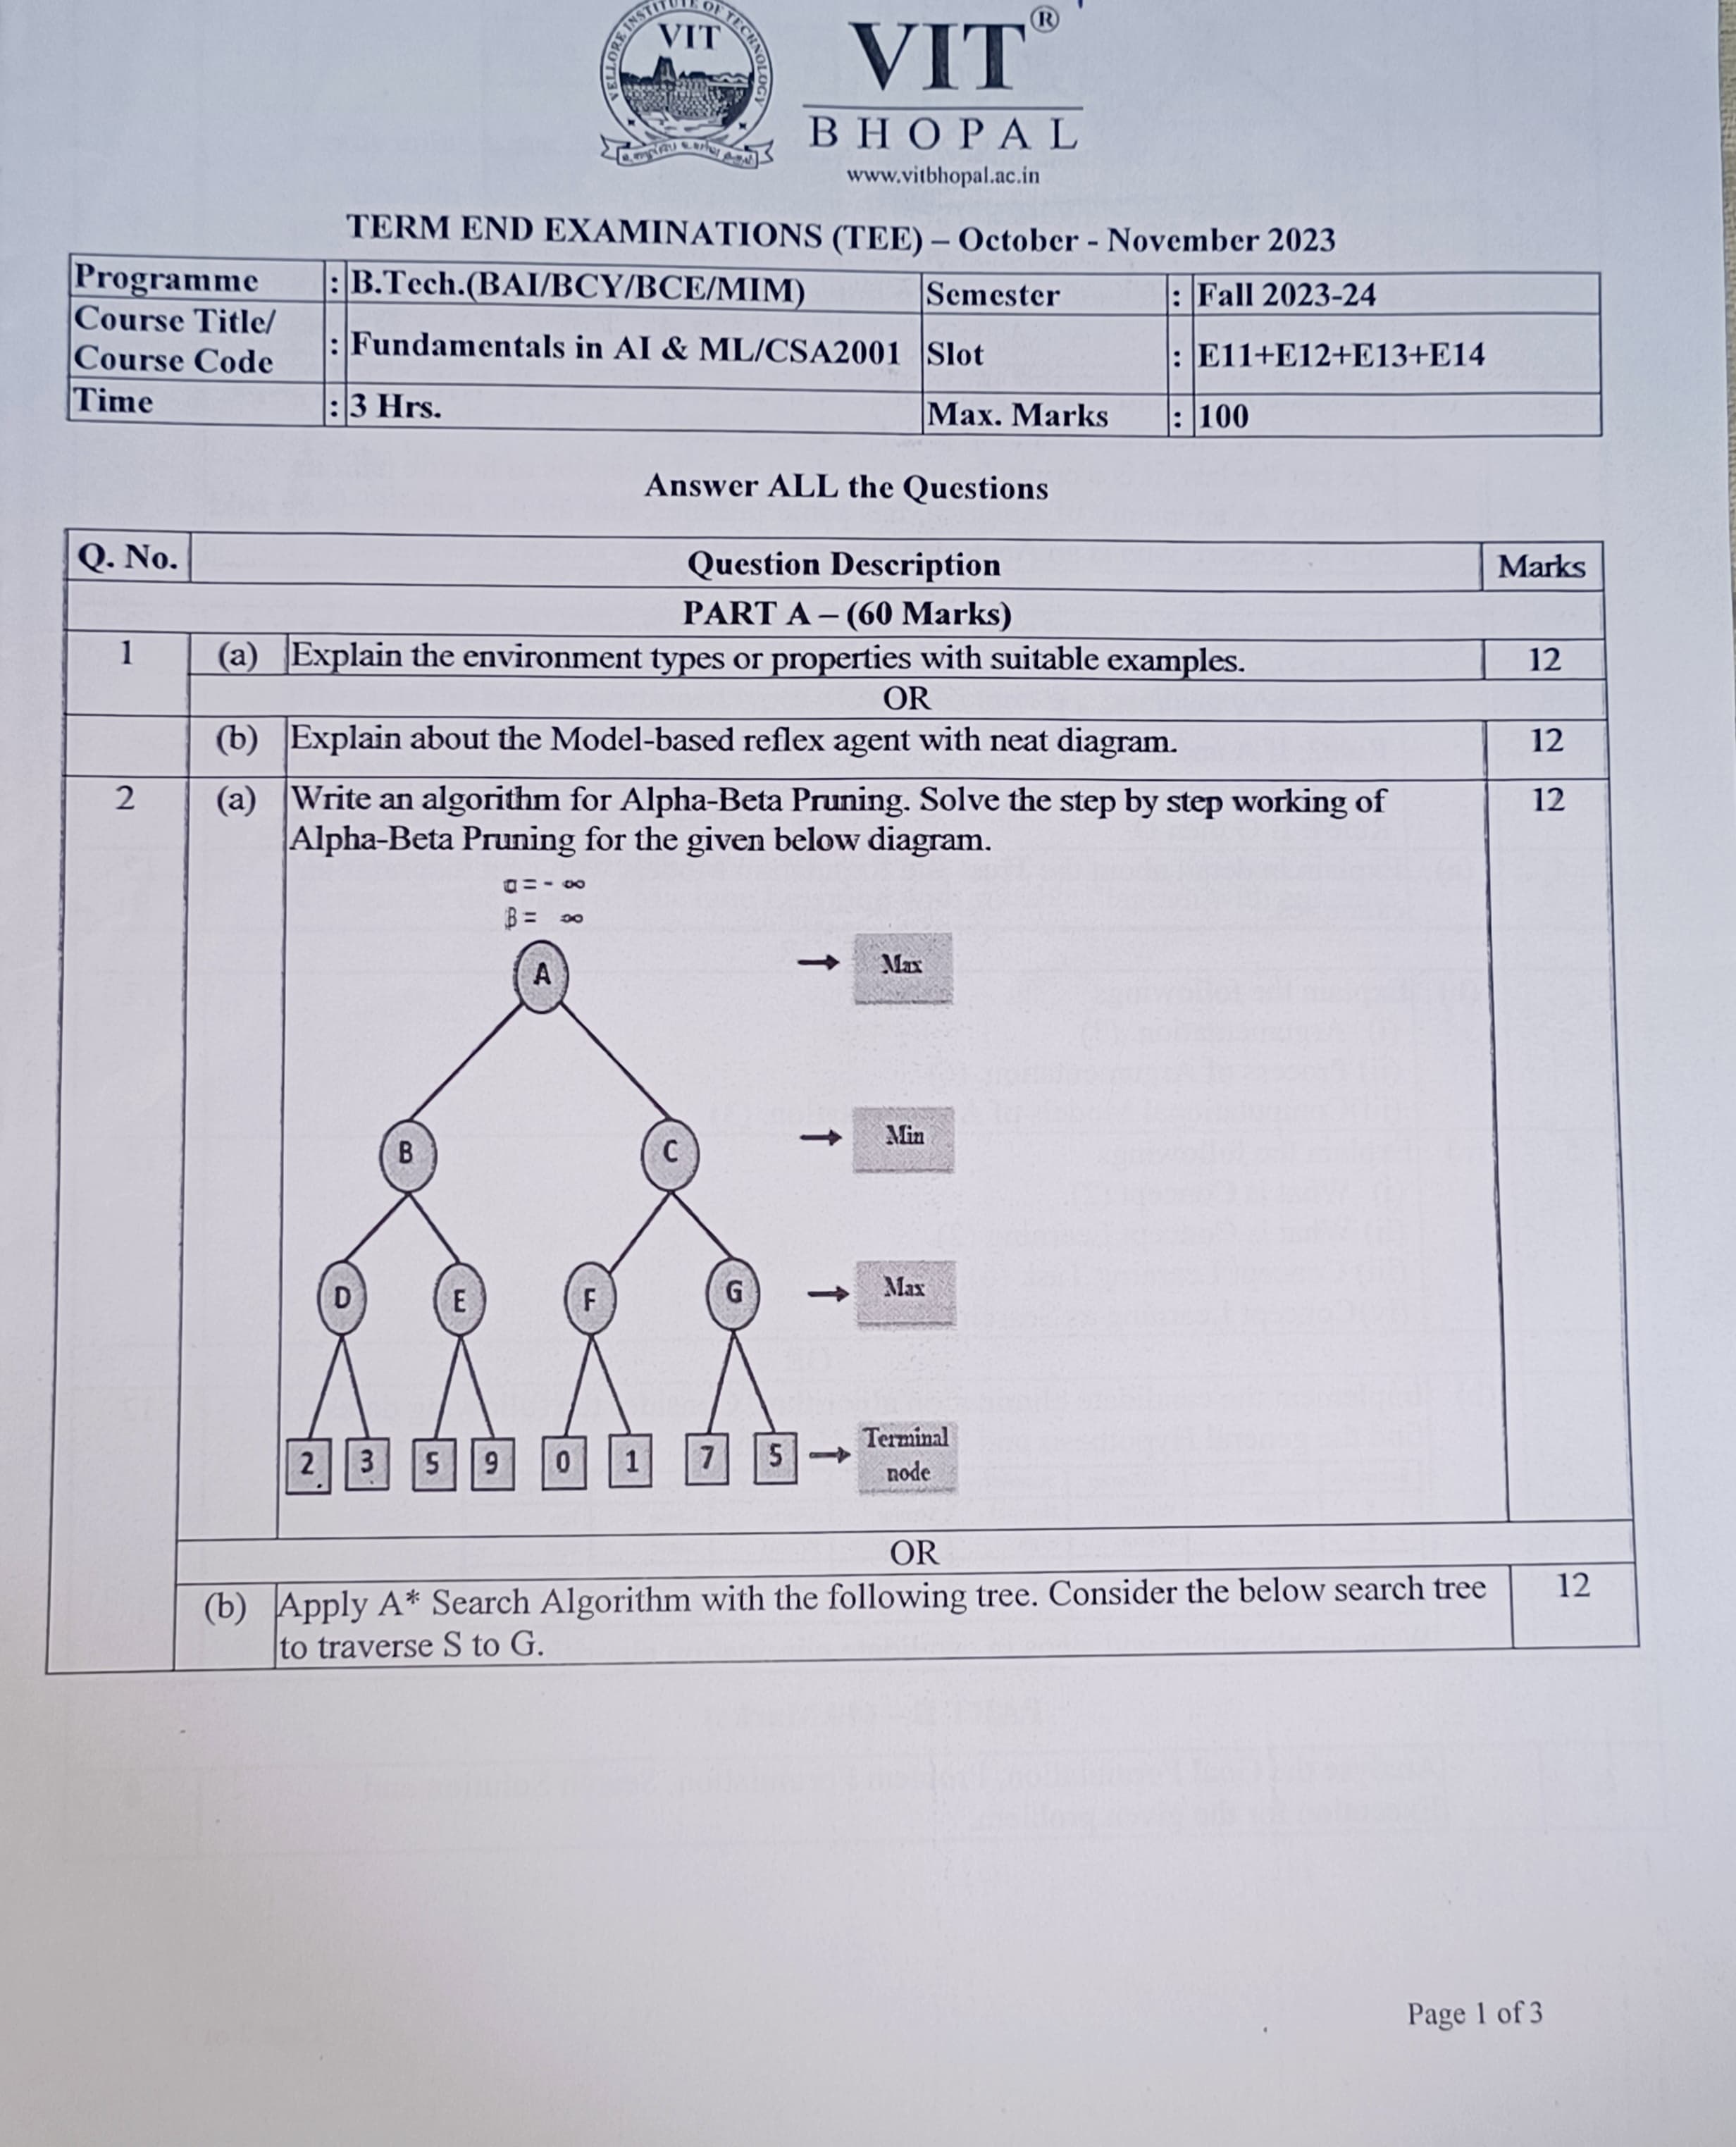 VELLORE INSTITUTE OF TECHNOLOGY
VIT
VIT®
BHOPAL
www.vitbhopal.ac.in
TERM END EXAMINATIONS (TEE) – October - November 2023
Programme : B.Tech.(BAI/BCY/BCE/MIM) Semester : Fall 2023-24
Course Title/
Course Code : Fundamentals in AI & ML/CSA2001 Slot : E11+E12+E13+E14
Time : 3 Hrs. Max. Marks : 100
Answer ALL the Questions
Q. No. Question Description Marks
PART A – (60 Marks)
1 (a) Explain the environment types or properties with suitable examples. 12
OR
(b) Explain about the Model-based reflex agent with neat diagram. 12
2 (a) Write an algorithm for Alpha-Beta Pruning. Solve the step by step working of 12
Alpha-Beta Pruning for the given below diagram.
α = - ∞
β = ∞
A → Max
B C → Min
D E F G → Max
2 3 5 9 0 1 7 5 → Terminal
node
OR
(b) Apply A* Search Algorithm with the following tree. Consider the below search tree 12
to traverse S to G.
Page 1 of 3